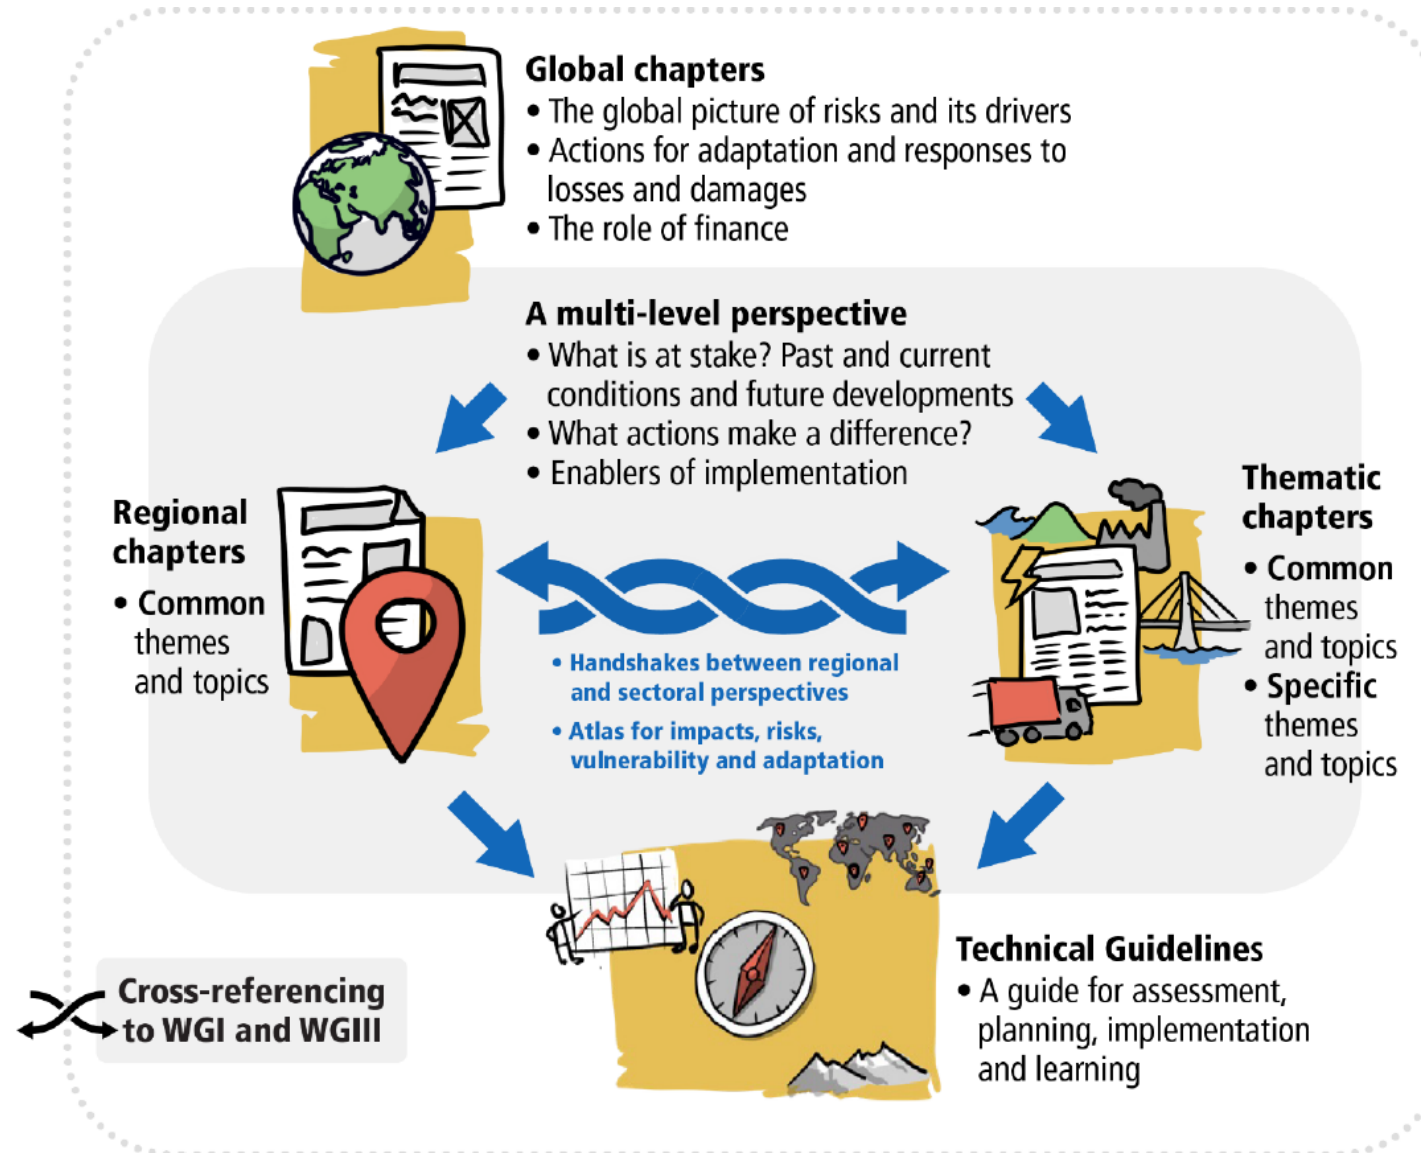 Global chapters
• The global picture of risks and its drivers
• Actions for adaptation and responses to
losses and damages
• The role of finance
A multi-level perspective
• What is at stake? Past and current
conditions and future developments
• What actions make a difference?
• Enablers of implementation
Regional
chapters
• Common
themes
and topics
• Handshakes between regional
and sectoral perspectives
• Atlas for impacts, risks,
vulnerability and adaptation
Thematic
chapters
• Common
themes
and topics
• Specific
themes
and topics
Technical Guidelines
• A guide for assessment,
planning, implementation
and learning
Cross-referencing
to WGI and WGIII